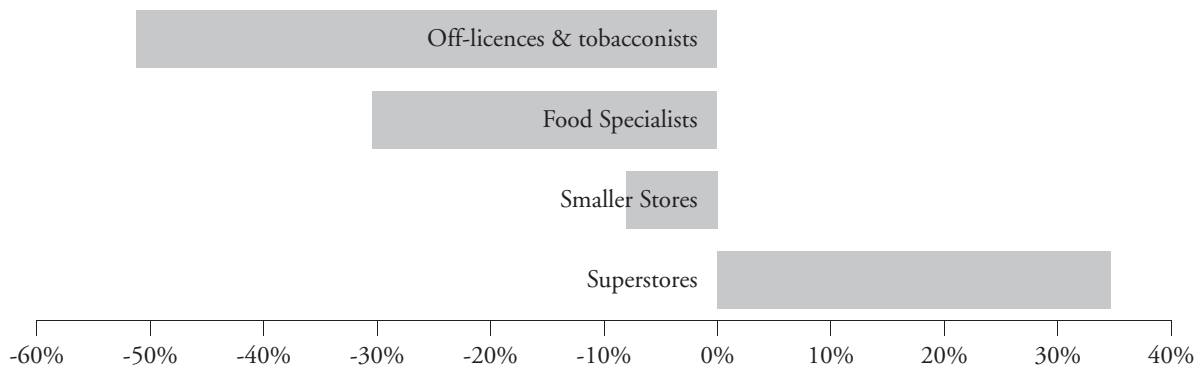 Off-licences & tobacconists
Food Specialists
Smaller Stores
Superstores
-60% -50% -40% -30% -20% -10% 0% 10% 20% 30% 40%